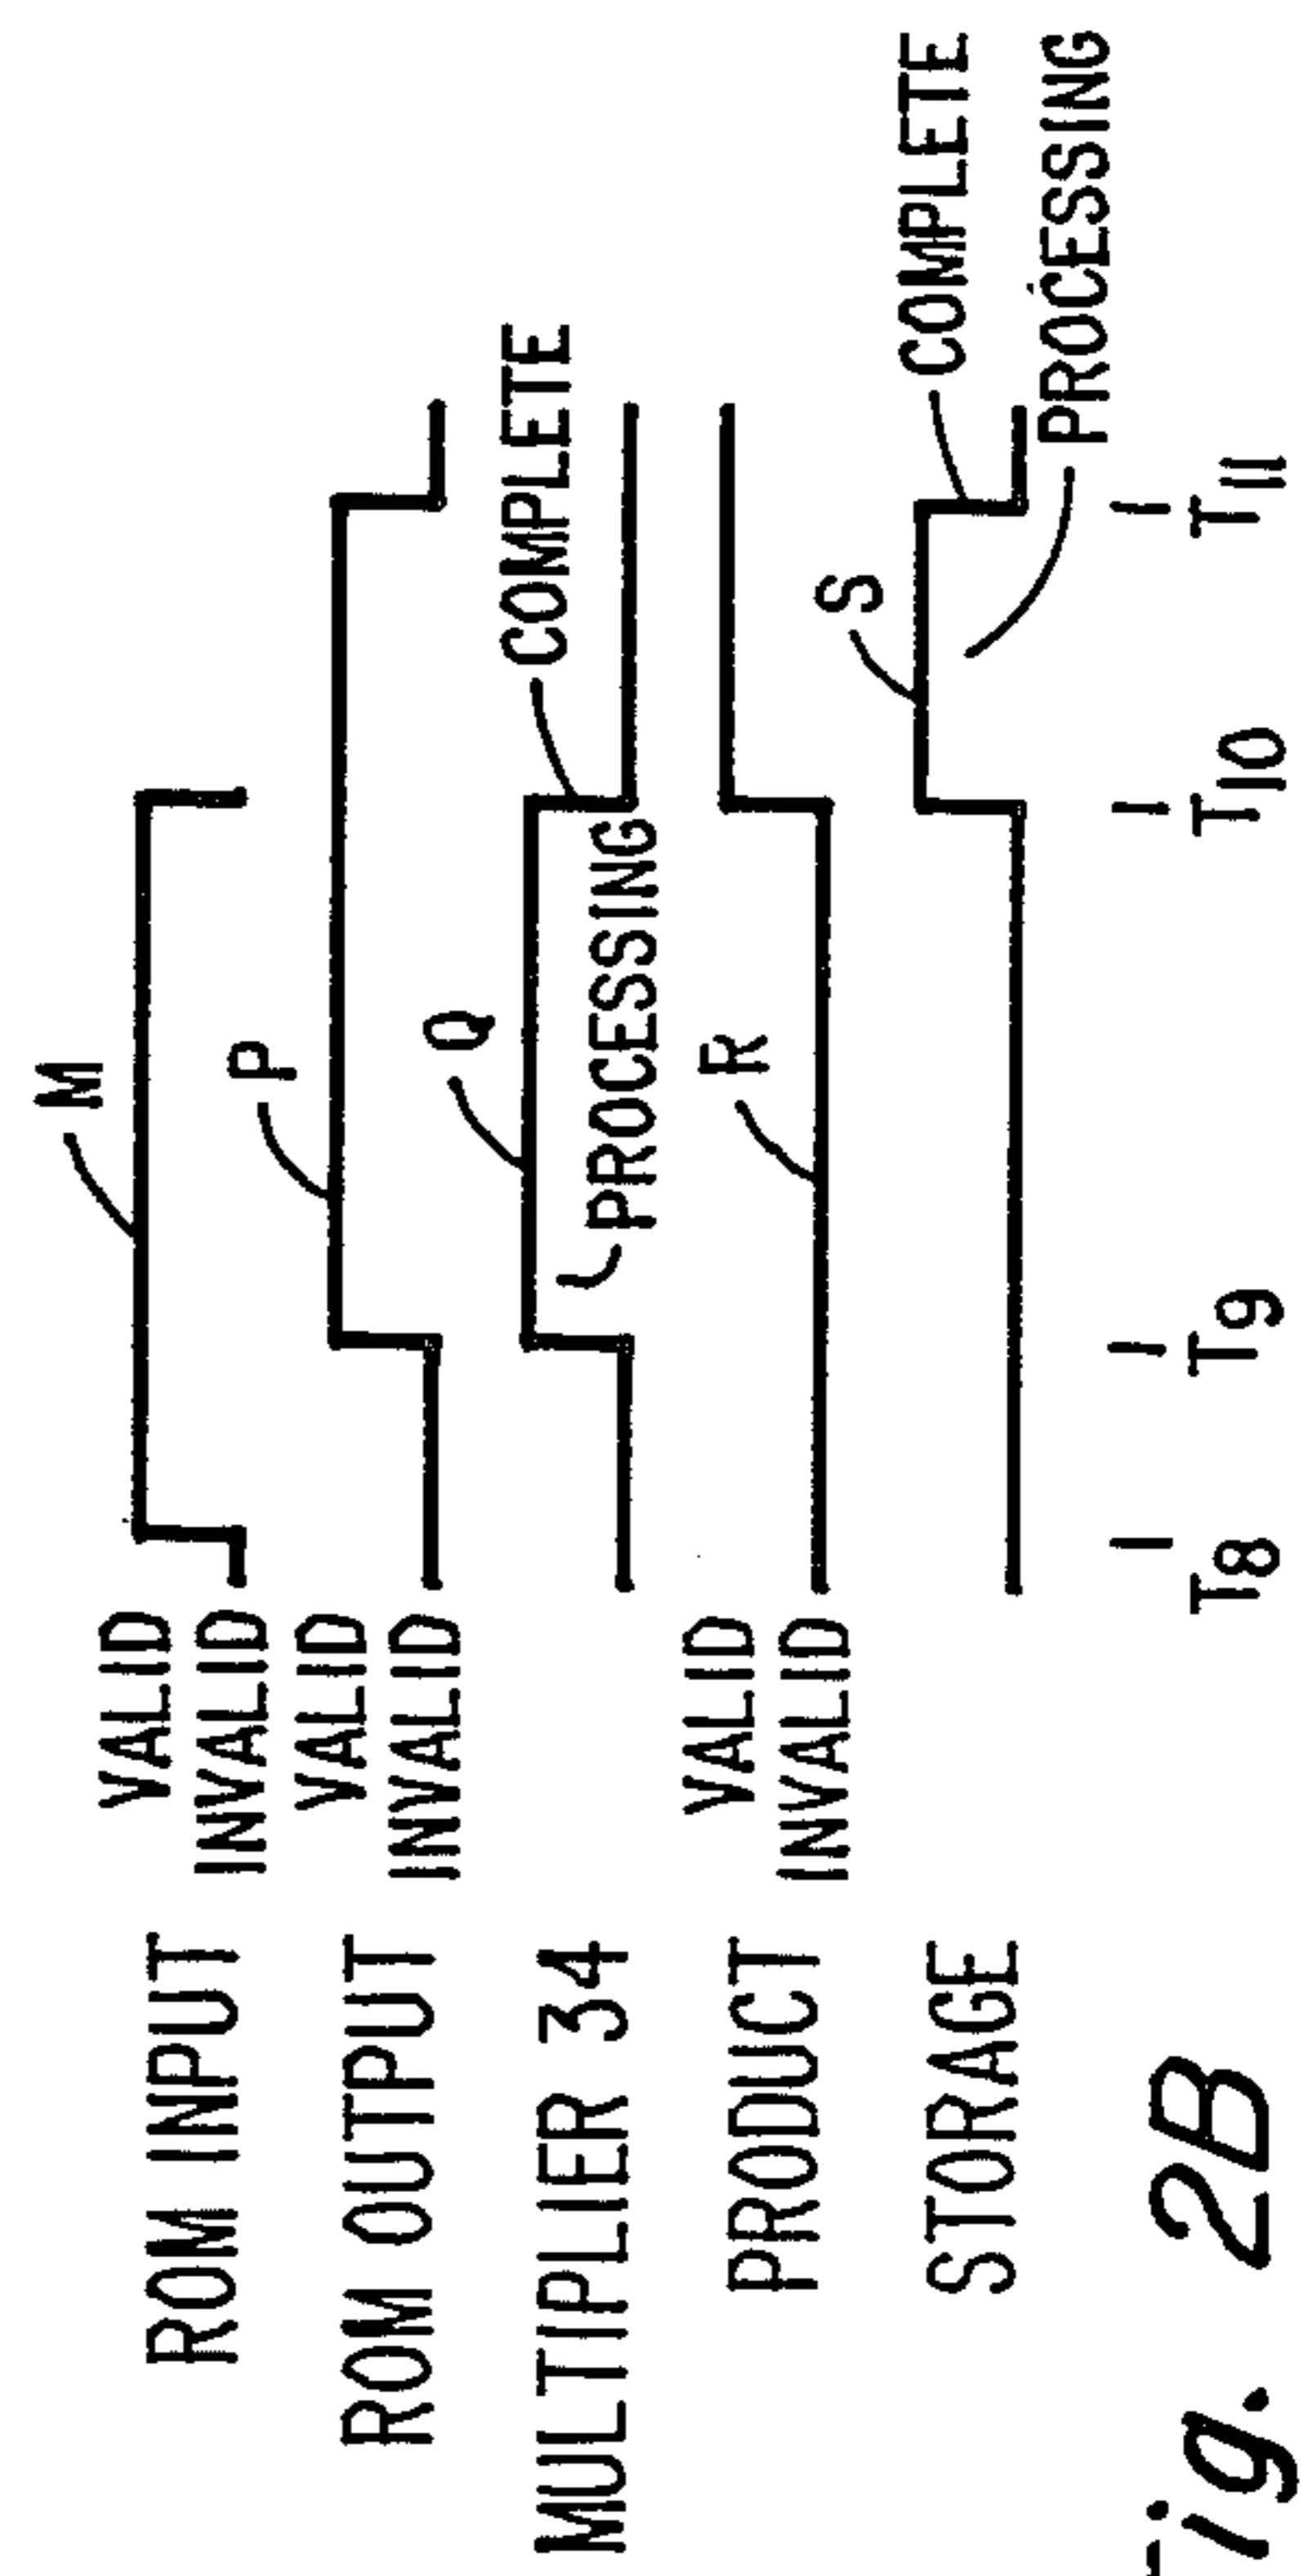 M
VALID
ROM INPUT
INVALID
P
VALID
ROM OUTPUT
INVALID
Q
COMPLETE
MULTIPLIER 34
PROCESSING
R
VALID
PRODUCT
INVALID
S
COMPLETE
STORAGE
PROCESSING
T8 T9 T10 T11
Fig. 2B